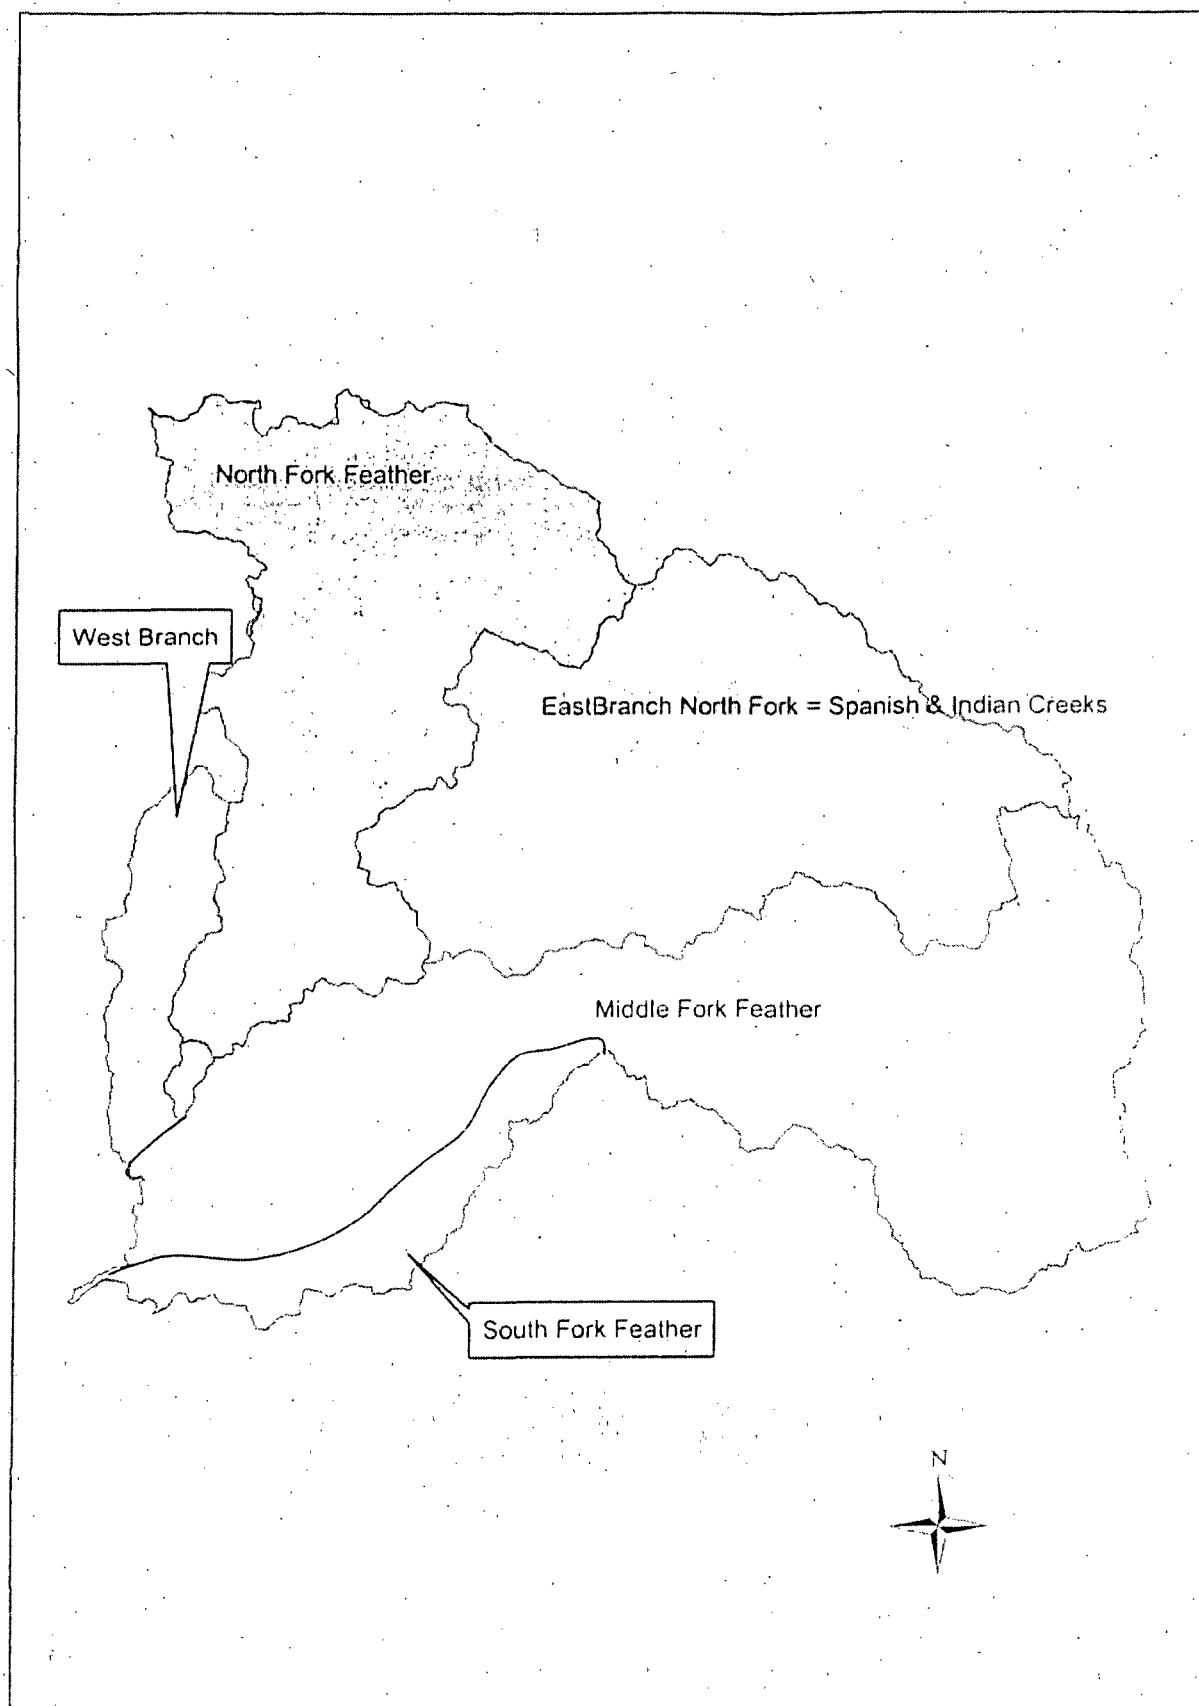 North Fork Feather
West Branch
EastBranch North Fork = Spanish & Indian Creeks
Middle Fork Feather
South Fork Feather
N